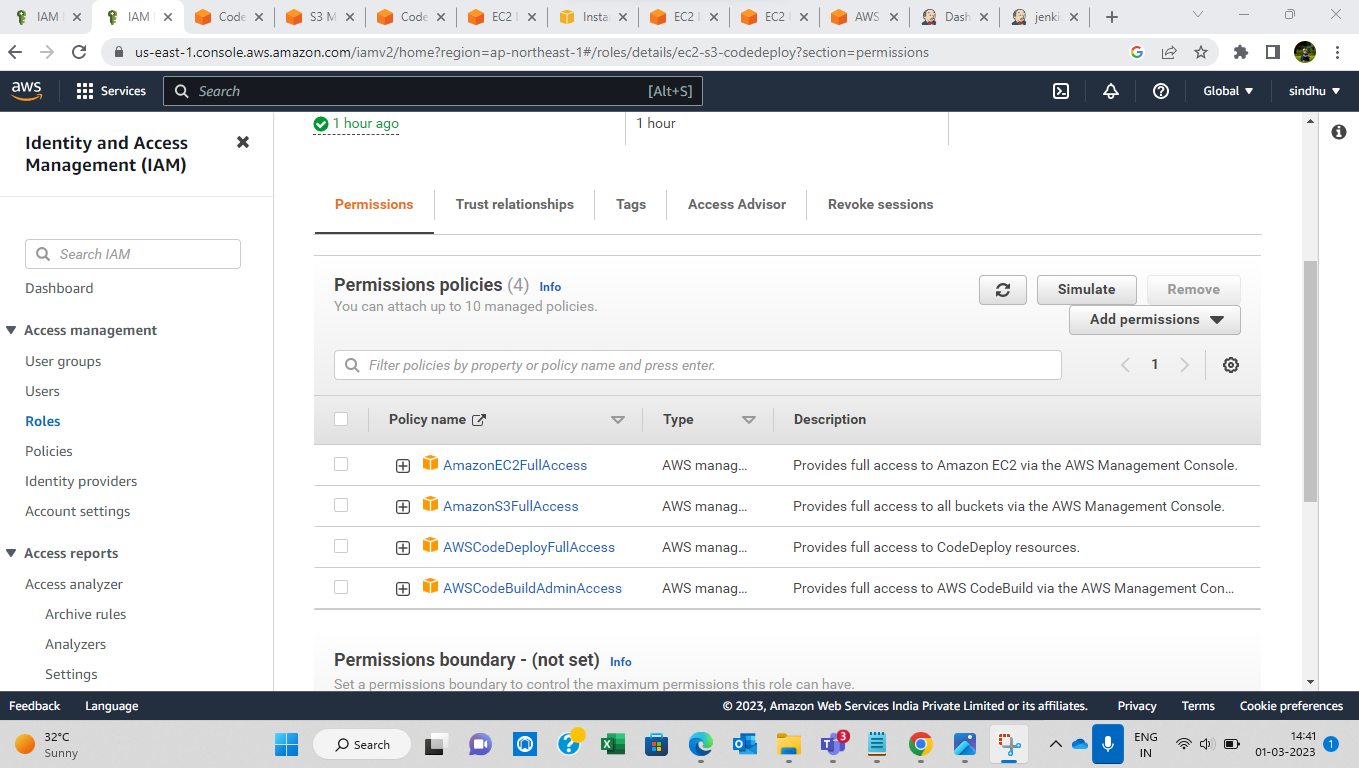 IAM
IAM
Code
S3 M
Code
EC2
Insta
EC2
EC2
AWS
Dash
jenki
us-east-1.console.aws.amazon.com/iamv2/home?region=ap-northeast-1#/roles/details/ec2-s3-codedeploy?section=permissions
aws
Services
Search
[Alt+S]
Global
sindhu
Identity and Access
Management (IAM)
Search IAM
Dashboard
Access management
User groups
Users
Roles
Policies
Identity providers
Account settings
Access reports
Access analyzer
Archive rules
Analyzers
Settings
1 hour ago
1 hour
Permissions
Trust relationships
Tags
Access Advisor
Revoke sessions
Permissions policies (4) Info
You can attach up to 10 managed policies.
Simulate
Remove
Add permissions
Filter policies by property or policy name and press enter.
1
Policy name Type Description
AmazonEC2FullAccess AWS manag... Provides full access to Amazon EC2 via the AWS Management Console.
AmazonS3FullAccess AWS manag... Provides full access to all buckets via the AWS Management Console.
AWSCodeDeployFullAccess AWS manag... Provides full access to CodeDeploy resources.
AWSCodeBuildAdminAccess AWS manag... Provides full access to AWS CodeBuild via the AWS Management Con...
Permissions boundary - (not set) Info
Set a permissions boundary to control the maximum permissions this role can have.
Feedback
Language
© 2023, Amazon Web Services India Private Limited or its affiliates.
Privacy
Terms
Cookie preferences
32°C
Sunny
Search
3
ENG
IN
14:41
01-03-2023
1